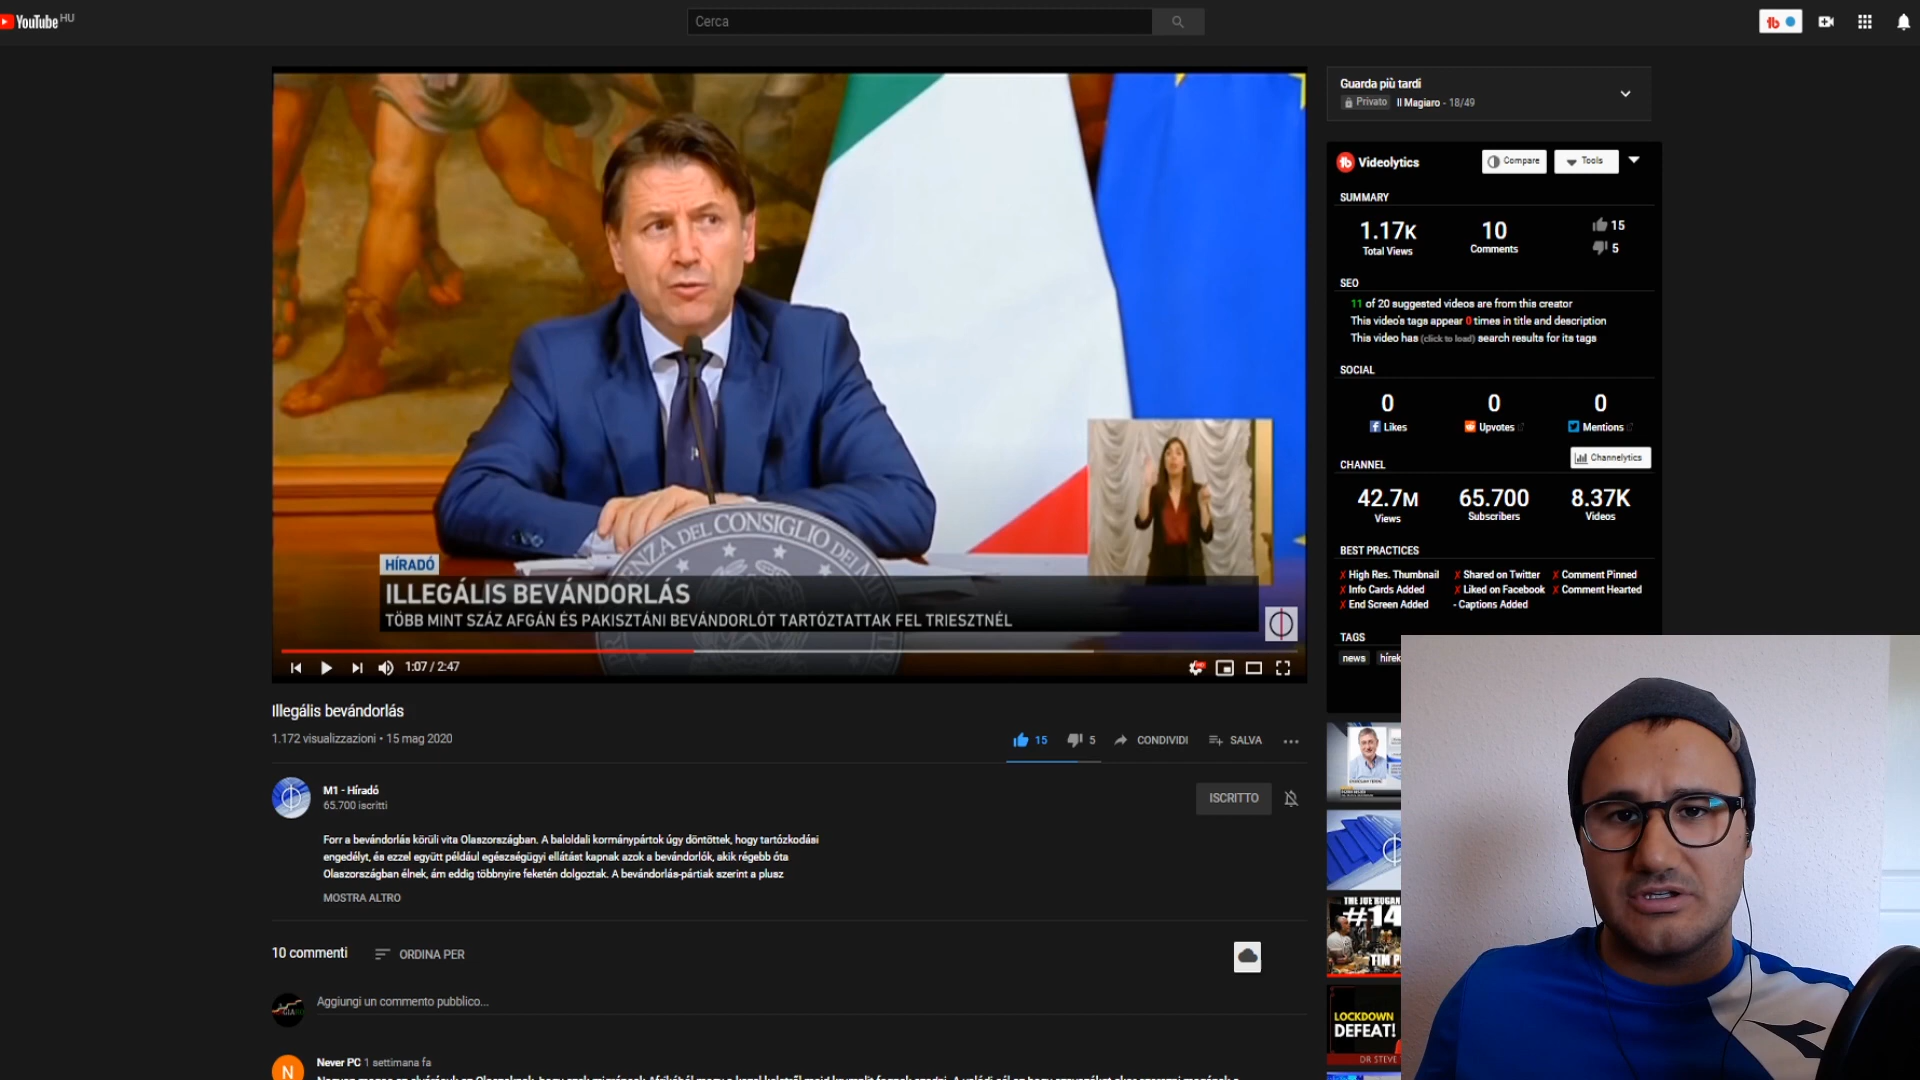 YouTube HU
Cerca
ZA DEL CONSIGLIO DEI M
HÍRADÓ
ILLEGÁLIS BEVÁNDORLÁS
TÖBB MINT SZÁZ AFGÁN ÉS PAKISZTÁNI BEVÁNDORLÓT TARTÓZTATTAK FEL TRIESZTNÉL
1:07 / 2:47
Illegális bevándorlás
1.172 visualizzazioni • 15 mag 2020
15
5
CONDIVIDI
SALVA
M1 - Híradó
65.700 iscritti
ISCRITTO
Forr a bevándorlás körüli vita Olaszországban. A baloldali kormánypártok úgy döntöttek, hogy tartózkodási
engedélyt, és ezzel együtt például egészségügyi ellátást kapnak azok a bevándorlók, akik régebb óta
Olaszországban élnek, ám eddig többnyire feketén dolgoztak. A bevándorlás-pártiak szerint a plusz
MOSTRA ALTRO
10 commenti
ORDINA PER
Aggiungi un commento pubblico...
N
Never PC 1 settimana fa
Guarda più tardi
Privato Il Magiaro - 18/49
Videolytics
Compare
Tools
SUMMARY
1.17K
Total Views
10
Comments
15
5
SEO
11 of 20 suggested videos are from this creator
This video's tags appear 0 times in title and description
This video has (click to load) search results for its tags
SOCIAL
0
Likes
0
Upvotes
0
Mentions
CHANNEL
Channelytics
42.7M
Views
65.700
Subscribers
8.37K
Videos
BEST PRACTICES
X High Res. Thumbnail X Shared on Twitter X Comment Pinned
X Info Cards Added X Liked on Facebook X Comment Hearted
X End Screen Added - Captions Added
TAGS
news hírek
THE JOE ROGAN
#14
TIM P
LOCKDOWN
DEFEAT!
DR STEVE